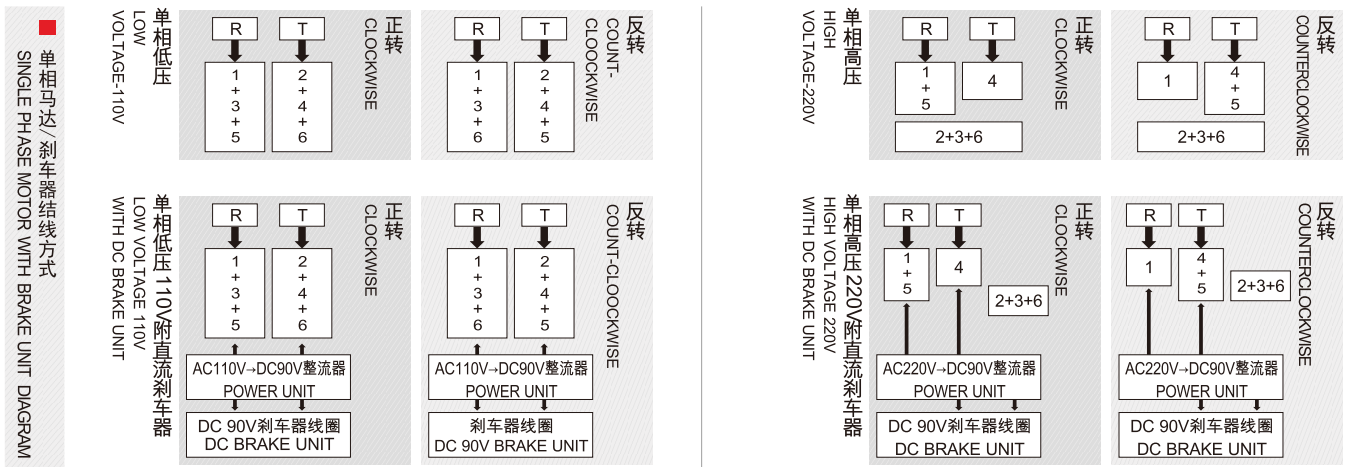 单相马达/刹车器结线方式
SINGLE PHASE MOTOR WITH BRAKE UNIT DIAGRAM
单相低压
LOW
VOLTAGE-110V
R
T
1+3+5
2+4+6
正转
CLOCKWISE
R
T
1+3+6
2+4+5
反转
COUNT-
CLOOCKWISE
单相高压
HIGH
VOLTAGE-220V
R
T
1+5
4
2+3+6
正转
CLOCKWISE
R
T
1
4+5
2+3+6
反转
COUNTERCLOCKWISE
单相低压110V附直流刹车器
LOW VOLTAGE 110V
WITH DC BRAKE UNIT
R
T
1+3+5
2+4+6
正转
CLOCKWISE
AC110V→DC90V整流器
POWER UNIT
DC 90V刹车器线圈
DC BRAKE UNIT
R
T
1+3+6
2+4+5
反转
COUNT-CLOOCKWISE
AC110V→DC90V整流器
POWER UNIT
刹车器线圈
DC 90V BRAKE UNIT
单相高压220V附直流刹车器
HIGH VOLTAGE 220V
WITH DC BRAKE UNIT
R
T
1+5
4
2+3+6
正转
CLOCKWISE
AC220V→DC90V整流器
POWER UNIT
DC 90V刹车器线圈
DC BRAKE UNIT
R
T
1
4+5
2+3+6
反转
COUNTERCLOCKWISE
AC220V→DC90V整流器
POWER UNIT
DC 90V刹车器线圈
DC BRAKE UNIT